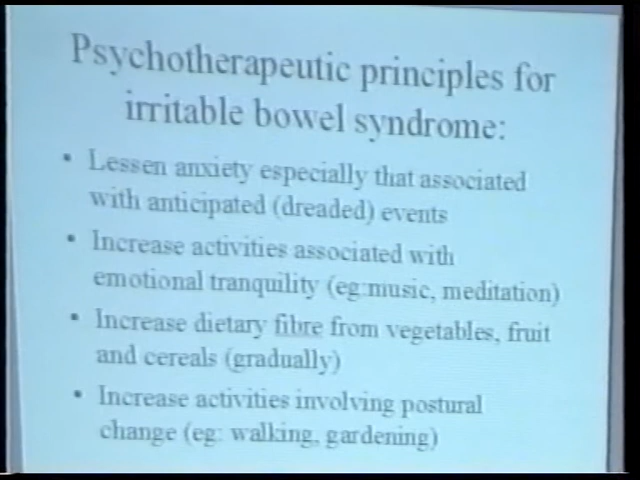 Psychotherapeutic principles for
irritable bowel syndrome:
• Lessen anxiety especially that associated
with anticipated (dreaded) events
• Increase activities associated with
emotional tranquility (eg:music, meditation)
• Increase dietary fibre from vegetables, fruit
and cereals (gradually)
• Increase activities involving postural
change (eg: walking, gardening)